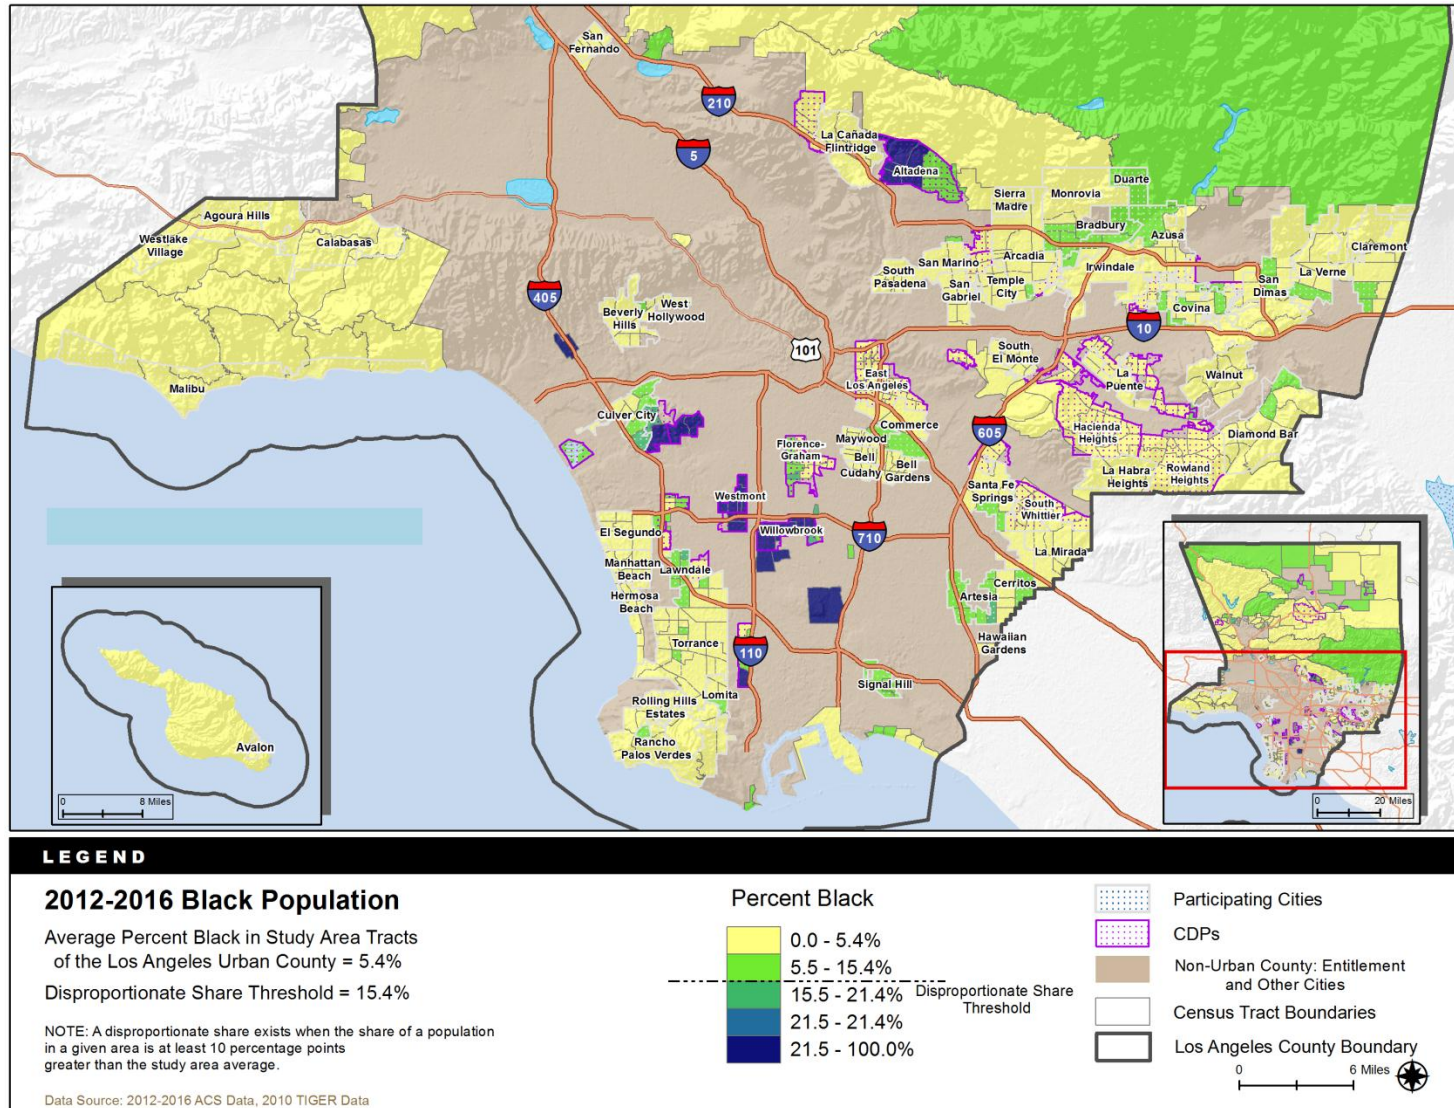 San
Fernando
210
5
La Cañada
Flintridge
Altadena
Sierra
Madre
Monrovia
Duarte
Bradbury
Azusa
Claremont
La Verne
San
Dimas
Agoura Hills
Westlake
Village
Calabasas
Malibu
405
Beverly
Hills
West
Hollywood
101
South
Pasadena
San Marino
San
Gabriel
Arcadia
Temple
City
Irwindale
Covina
10
South
El Monte
La
Puente
Walnut
East
Los Angeles
Commerce
Culver City
Florence-
Graham
Maywood
Bell
Cudahy
Bell
Gardens
605
Hacienda
Heights
Diamond Bar
La Habra
Heights
Rowland
Heights
Santa Fe
Springs
South
Whittier
La Mirada
Westmont
Willowbrook
710
El Segundo
Manhattan
Beach
Lawndale
Hermosa
Beach
Cerritos
Artesia
Hawaiian
Gardens
Torrance
110
Lomita
Signal Hill
Rolling Hills
Estates
Rancho
Palos Verdes
Avalon
0 8 Miles
0 20 Miles
LEGEND
2012-2016 Black Population
Average Percent Black in Study Area Tracts
of the Los Angeles Urban County = 5.4%
Disproportionate Share Threshold = 15.4%
NOTE: A disproportionate share exists when the share of a population
in a given area is at least 10 percentage points
greater than the study area average.
Data Source: 2012-2016 ACS Data, 2010 TIGER Data
Percent Black
0.0 - 5.4%
5.5 - 15.4%
15.5 - 21.4%
21.5 - 21.4%
21.5 - 100.0%
Disproportionate Share
Threshold
Participating Cities
CDPs
Non-Urban County: Entitlement
and Other Cities
Census Tract Boundaries
Los Angeles County Boundary
0 6 Miles